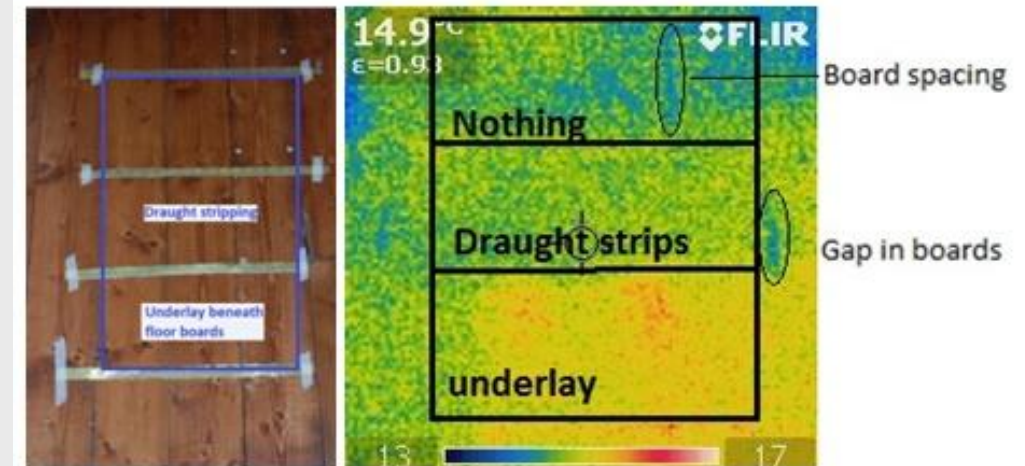 Draught stripping
Underlay beneath
floor boards
14.9°C
ε=0.93
FLIR
Nothing
Draught strips
underlay
13
17
Board spacing
Gap in boards